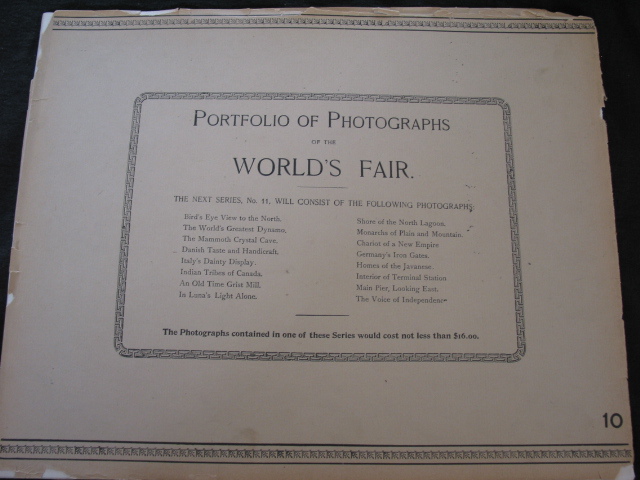 PORTFOLIO OF PHOTOGRAPHS
OF THE
WORLD'S FAIR.
THE NEXT SERIES, No. 11, WILL CONSIST OF THE FOLLOWING PHOTOGRAPHS:
Bird's Eye View to the North.
The World's Greatest Dynamo.
The Mammoth Crystal Cave.
Danish Taste and Handicraft.
Italy's Dainty Display.
Indian Tribes of Canada.
An Old Time Grist Mill.
In Luna's Light Alone.
Shore of the North Lagoon.
Monarchs of Plain and Mountain.
Chariot of a New Empire
Germany's Iron Gates.
Homes of the Javanese.
Interior of Terminal Station
Main Pier, Looking East.
The Voice of Independence
The Photographs contained in one of these Series would cost not less than $16.00.
10